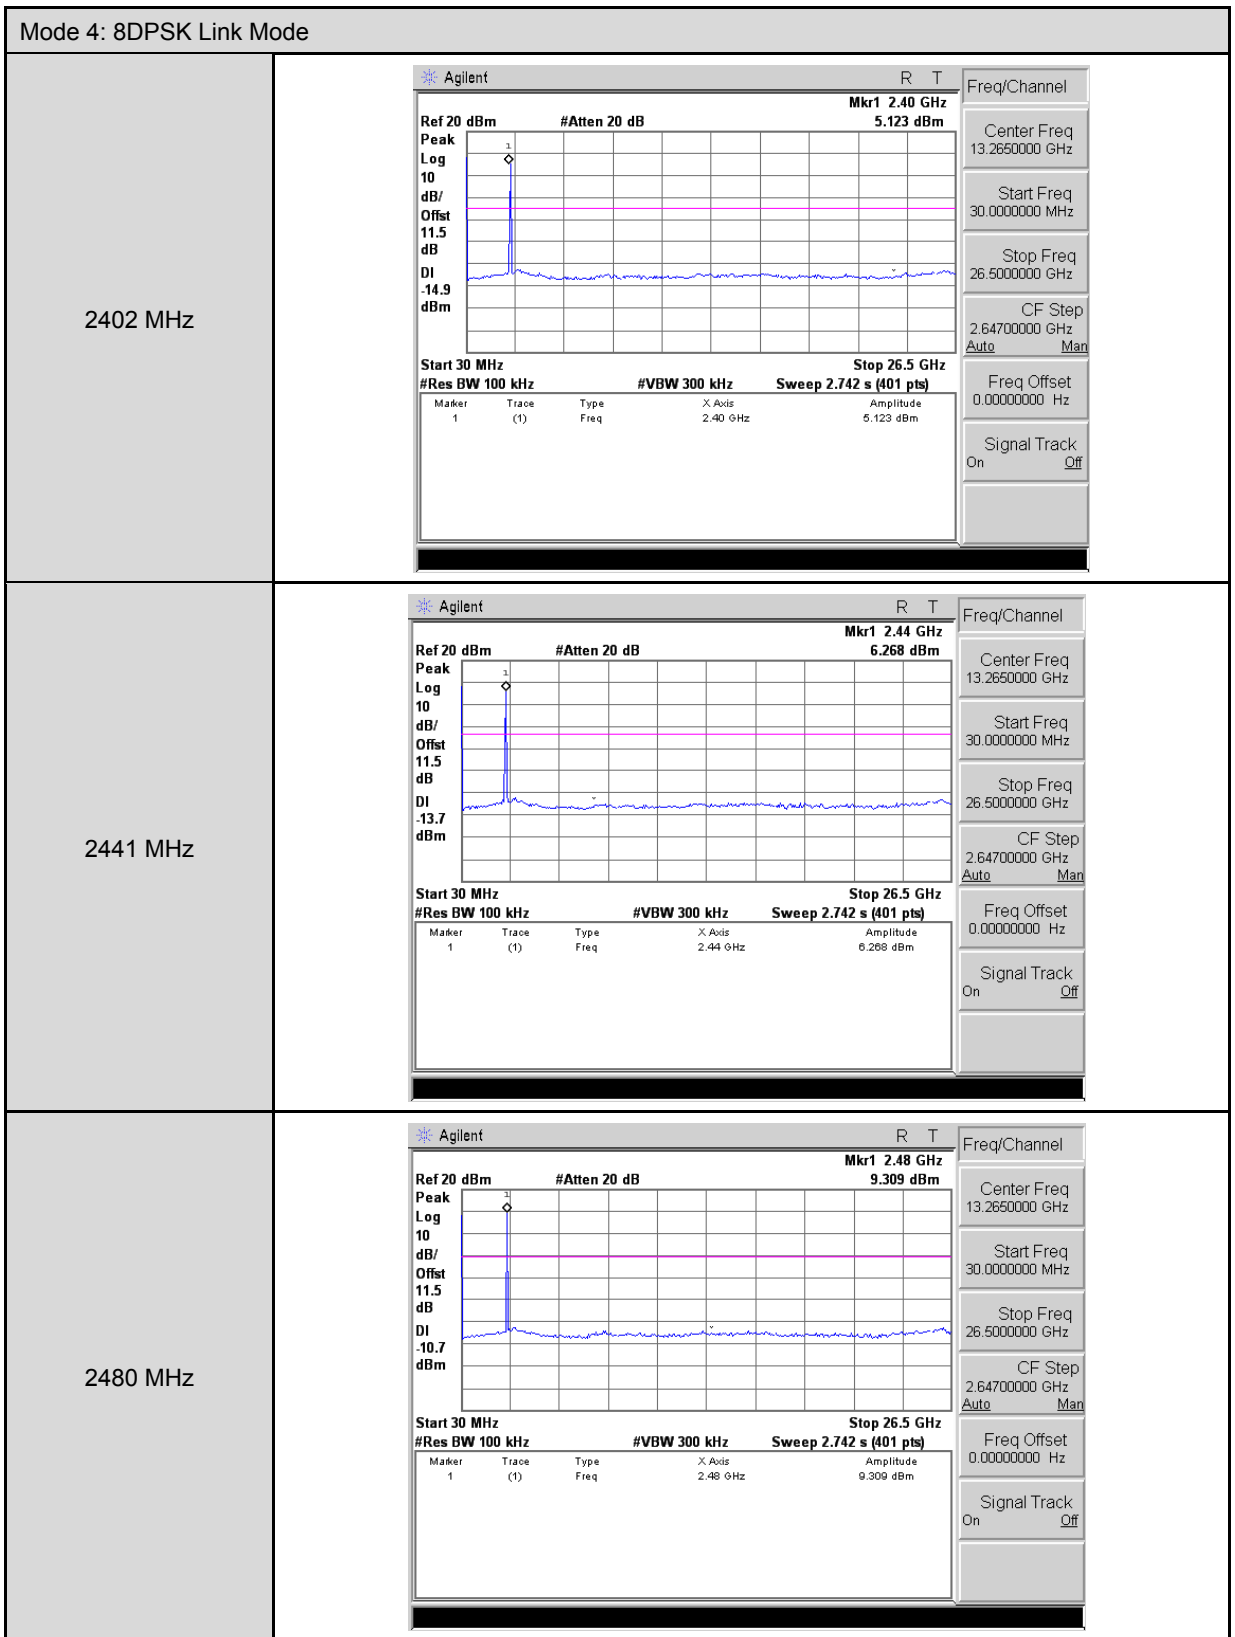 Mode 4: 8DPSK Link Mode
2402 MHz
Agilent R T
Mkr1 2.40 GHz
Ref 20 dBm #Atten 20 dB 5.123 dBm
Peak
Log
10
dB/
Offst
11.5
dB
DI
-14.9
dBm
1
Start 30 MHz Stop 26.5 GHz
#Res BW 100 kHz #VBW 300 kHz Sweep 2.742 s (401 pts)
Marker Trace Type X Axis Amplitude
1 (1) Freq 2.40 GHz 5.123 dBm
Freq/Channel
Center Freq
13.2650000 GHz
Start Freq
30.0000000 MHz
Stop Freq
26.5000000 GHz
CF Step
2.64700000 GHz
Auto Man
Freq Offset
0.00000000 Hz
Signal Track
On Off
2441 MHz
Agilent R T
Mkr1 2.44 GHz
Ref 20 dBm #Atten 20 dB 6.268 dBm
Peak
Log
10
dB/
Offst
11.5
dB
DI
-13.7
dBm
1
Start 30 MHz Stop 26.5 GHz
#Res BW 100 kHz #VBW 300 kHz Sweep 2.742 s (401 pts)
Marker Trace Type X Axis Amplitude
1 (1) Freq 2.44 GHz 6.268 dBm
Freq/Channel
Center Freq
13.2650000 GHz
Start Freq
30.0000000 MHz
Stop Freq
26.5000000 GHz
CF Step
2.64700000 GHz
Auto Man
Freq Offset
0.00000000 Hz
Signal Track
On Off
2480 MHz
Agilent R T
Mkr1 2.48 GHz
Ref 20 dBm #Atten 20 dB 9.309 dBm
Peak
Log
10
dB/
Offst
11.5
dB
DI
-10.7
dBm
1
Start 30 MHz Stop 26.5 GHz
#Res BW 100 kHz #VBW 300 kHz Sweep 2.742 s (401 pts)
Marker Trace Type X Axis Amplitude
1 (1) Freq 2.48 GHz 9.309 dBm
Freq/Channel
Center Freq
13.2650000 GHz
Start Freq
30.0000000 MHz
Stop Freq
26.5000000 GHz
CF Step
2.64700000 GHz
Auto Man
Freq Offset
0.00000000 Hz
Signal Track
On Off